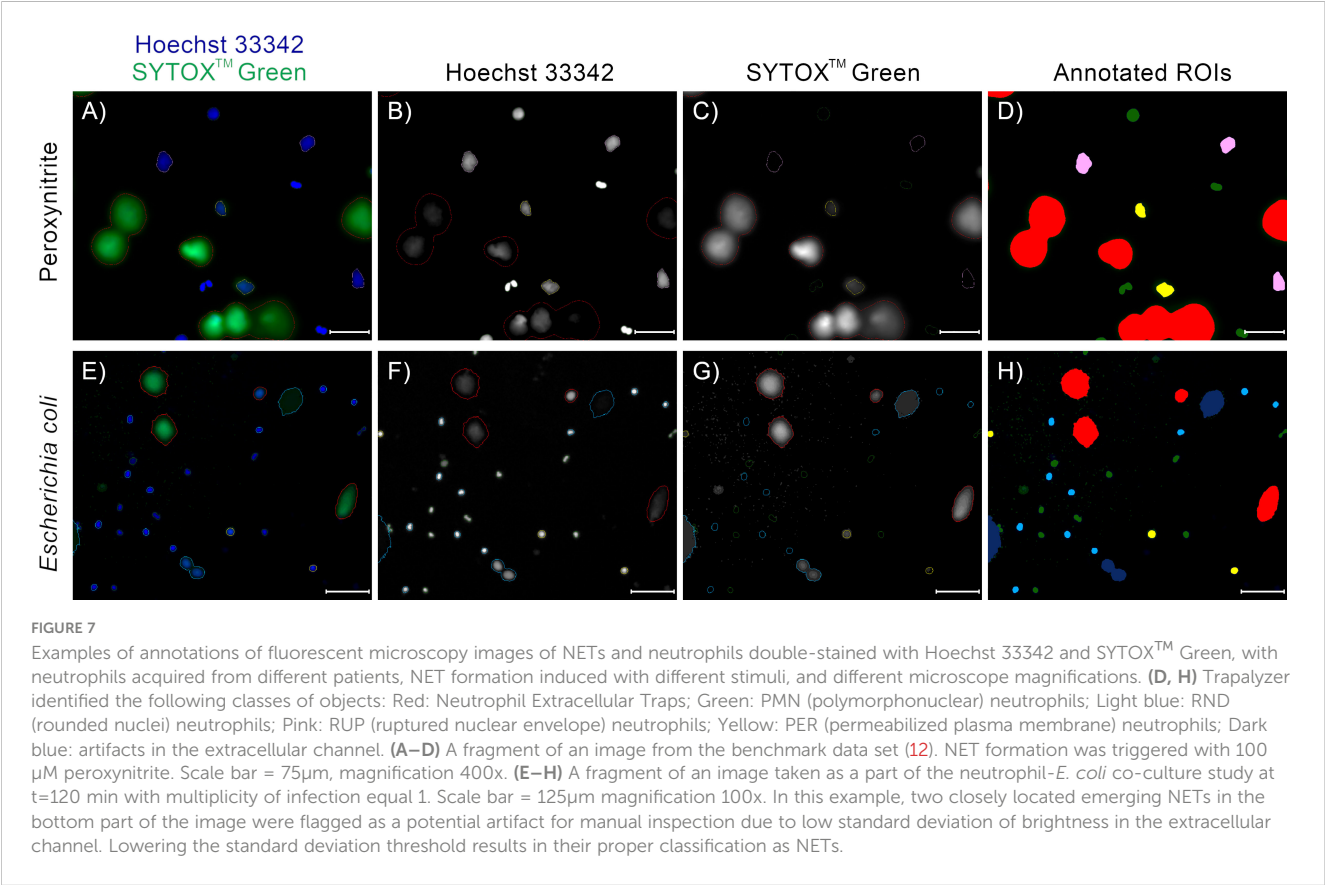 Hoechst 33342
SYTOX™ Green
Hoechst 33342
SYTOX™ Green
Annotated ROIs
Peroxynitrite
A)
B)
C)
D)
Escherichia coli
E)
F)
G)
H)
FIGURE 7
Examples of annotations of fluorescent microscopy images of NETs and neutrophils double-stained with Hoechst 33342 and SYTOX™ Green, with
neutrophils acquired from different patients, NET formation induced with different stimuli, and different microscope magnifications. (D, H) Trapalyzer
identified the following classes of objects: Red: Neutrophil Extracellular Traps; Green: PMN (polymorphonuclear) neutrophils; Light blue: RND
(rounded nuclei) neutrophils; Pink: RUP (ruptured nuclear envelope) neutrophils; Yellow: PER (permeabilized plasma membrane) neutrophils; Dark
blue: artifacts in the extracellular channel. (A–D) A fragment of an image from the benchmark data set (12). NET formation was triggered with 100
µM peroxynitrite. Scale bar = 75µm, magnification 400x. (E–H) A fragment of an image taken as a part of the neutrophil-E. coli co-culture study at
t=120 min with multiplicity of infection equal 1. Scale bar = 125µm magnification 100x. In this example, two closely located emerging NETs in the
bottom part of the image were flagged as a potential artifact for manual inspection due to low standard deviation of brightness in the extracellular
channel. Lowering the standard deviation threshold results in their proper classification as NETs.